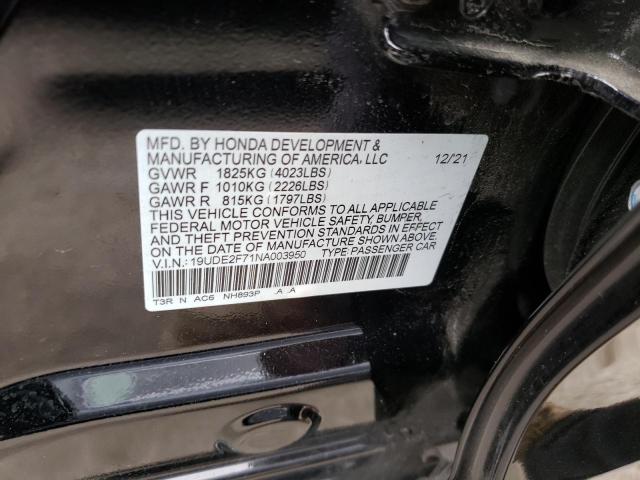 MFD. BY HONDA DEVELOPMENT &
MANUFACTURING OF AMERICA, LLC 12/21
GVWR 1825KG (4023LBS)
GAWR F 1010KG (2226LBS)
GAWR R 815KG (1797LBS)
THIS VEHICLE CONFORMS TO ALL APPLICABLE
FEDERAL MOTOR VEHICLE SAFETY, BUMPER,
AND THEFT PREVENTION STANDARDS IN EFFECT
ON THE DATE OF MANUFACTURE SHOWN ABOVE.
V.I.N.: 19UDE2F71NA003950 TYPE PASSENGER CAR
T3R N AC6 NH893P .A .A